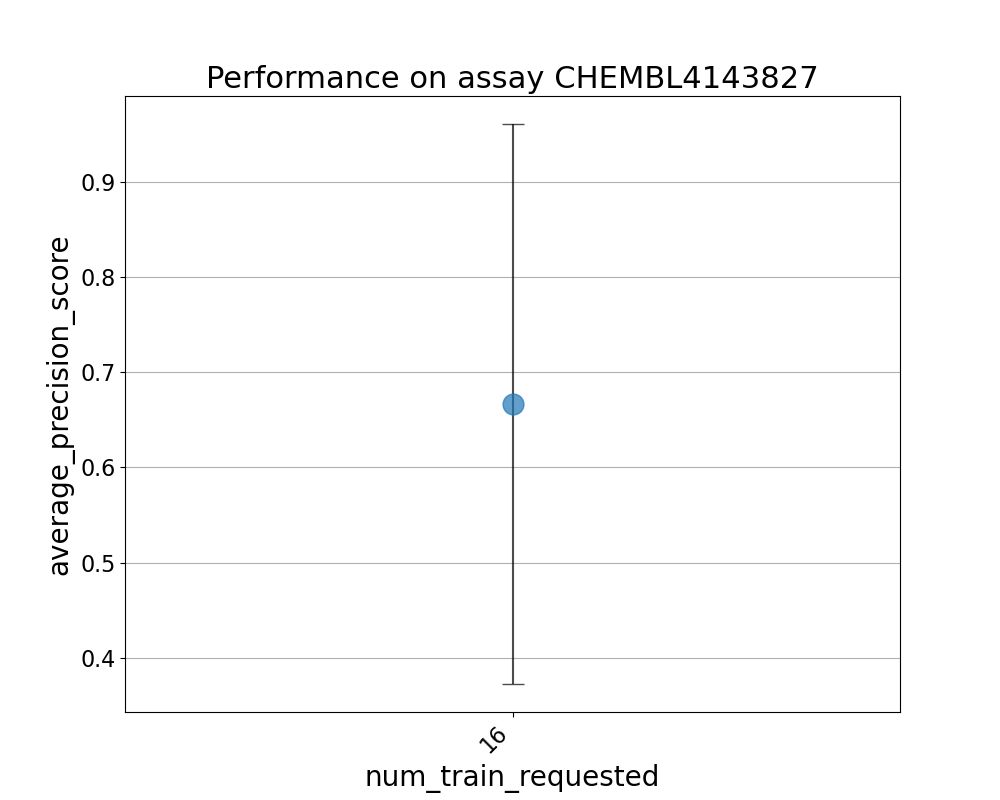 Performance on assay CHEMBL4143827
average_precision_score
0.9
0.8
0.7
0.6
0.5
0.4
16
num_train_requested